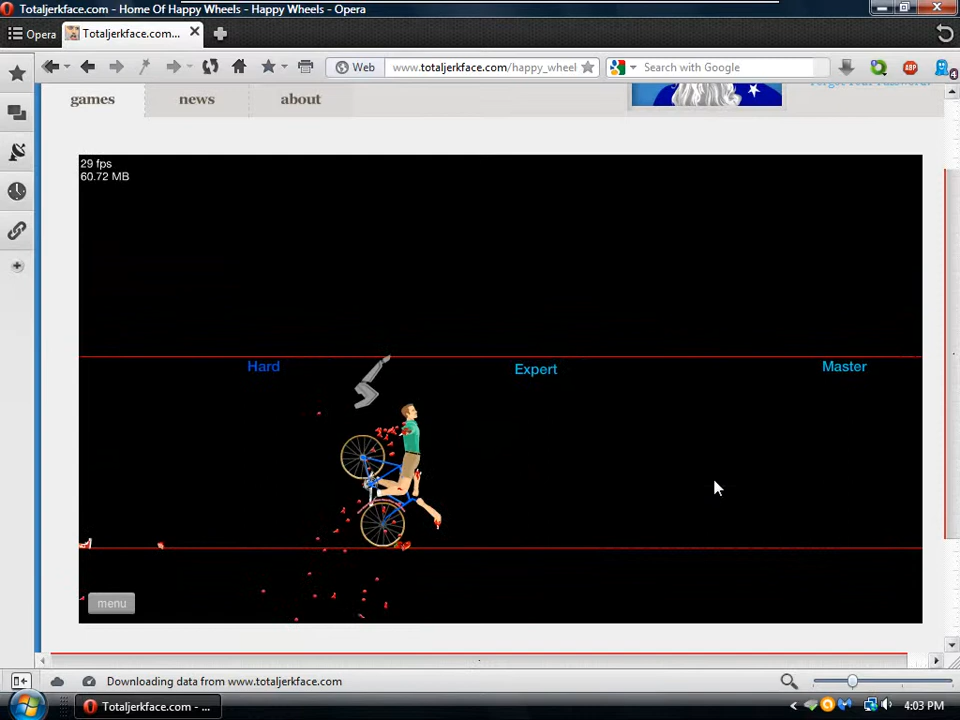 Totaljerkface.com - Home Of Happy Wheels - Happy Wheels - Opera
Opera
Totaljerkface.com...
Web
www.totaljerkface.com/happy_wheel
Search with Google
ABP
4
games
news
about
29 fps
60.72 MB
Hard
Expert
Master
menu
Downloading data from www.totaljerkface.com
Totaljerkface.com - ...
4:03 PM